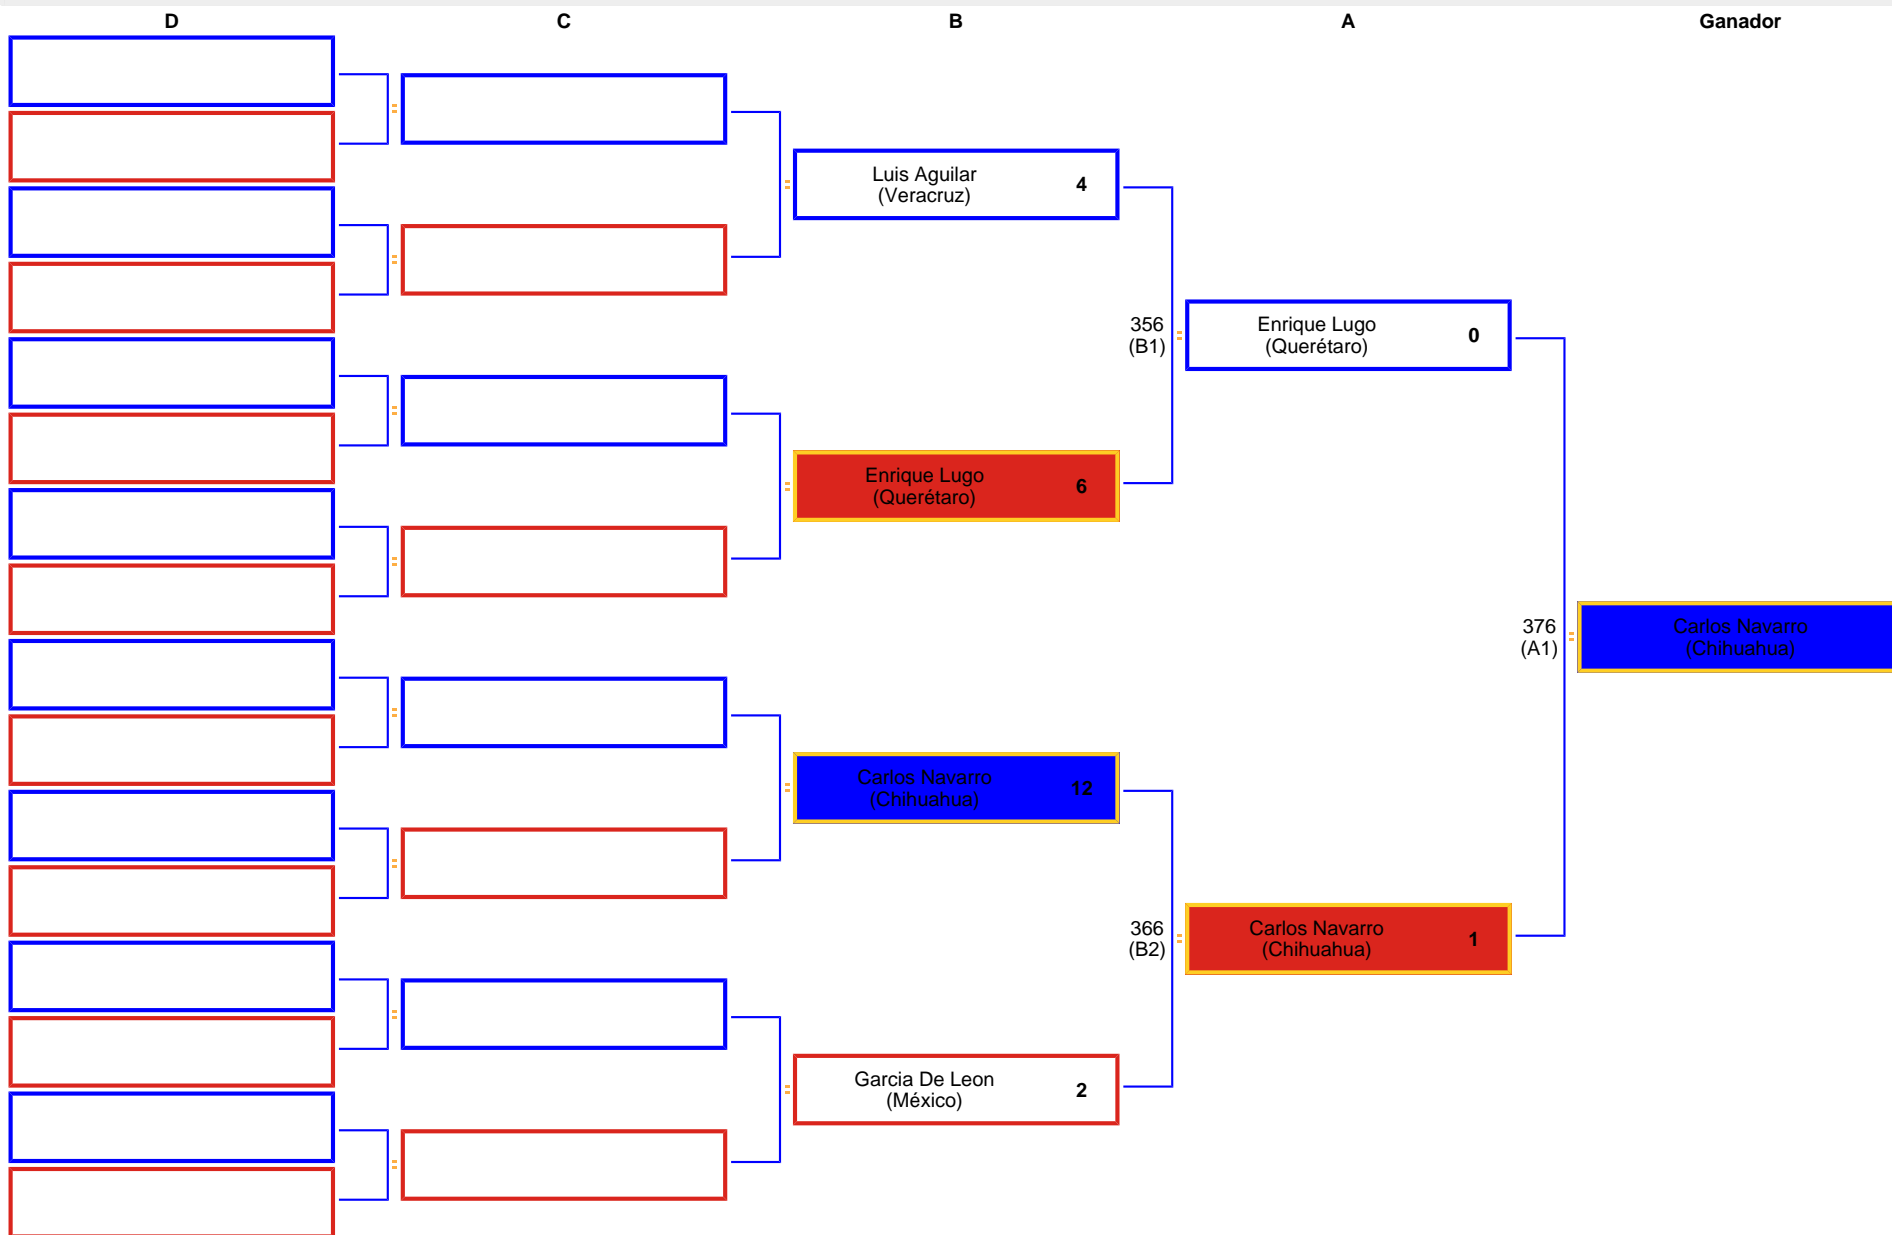 D
C
B
A
Ganador
Luis Aguilar
(Veracruz)
4
356
(B1)
Enrique Lugo
(Querétaro)
0
Enrique Lugo
(Querétaro)
6
376
(A1)
Carlos Navarro
(Chihuahua)
Carlos Navarro
(Chihuahua)
12
366
(B2)
Carlos Navarro
(Chihuahua)
1
Garcia De Leon
(México)
2